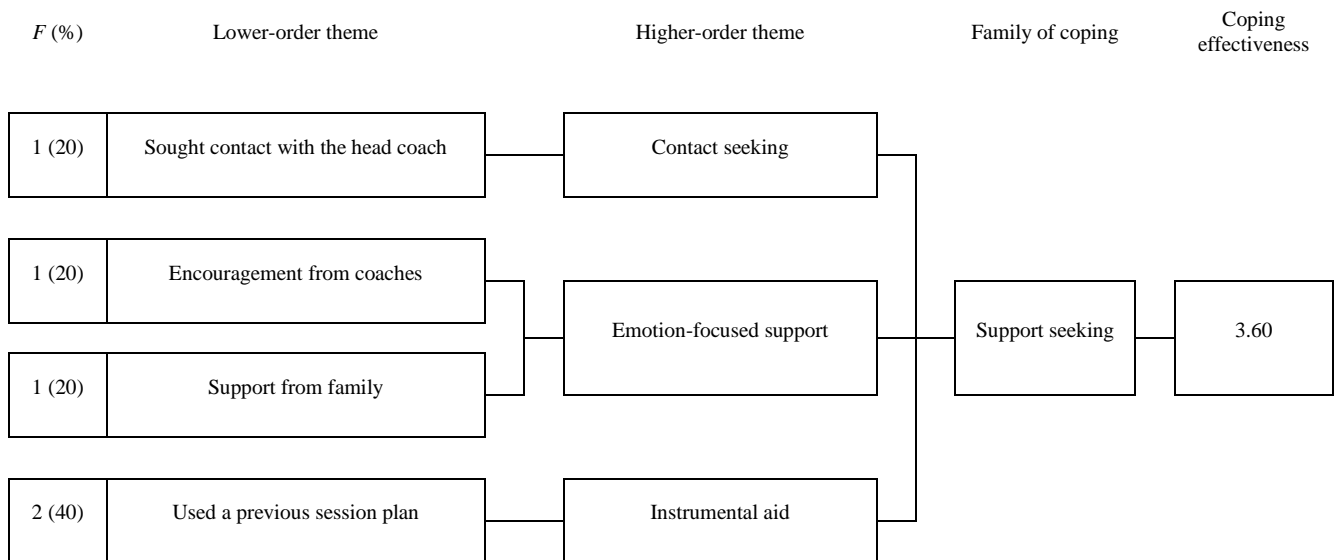 F (%)
Lower-order theme
Higher-order theme
Family of coping
Coping
effectiveness
1 (20)
Sought contact with the head coach
Contact seeking
1 (20)
Encouragement from coaches
Emotion-focused support
Support seeking
3.60
1 (20)
Support from family
2 (40)
Used a previous session plan
Instrumental aid